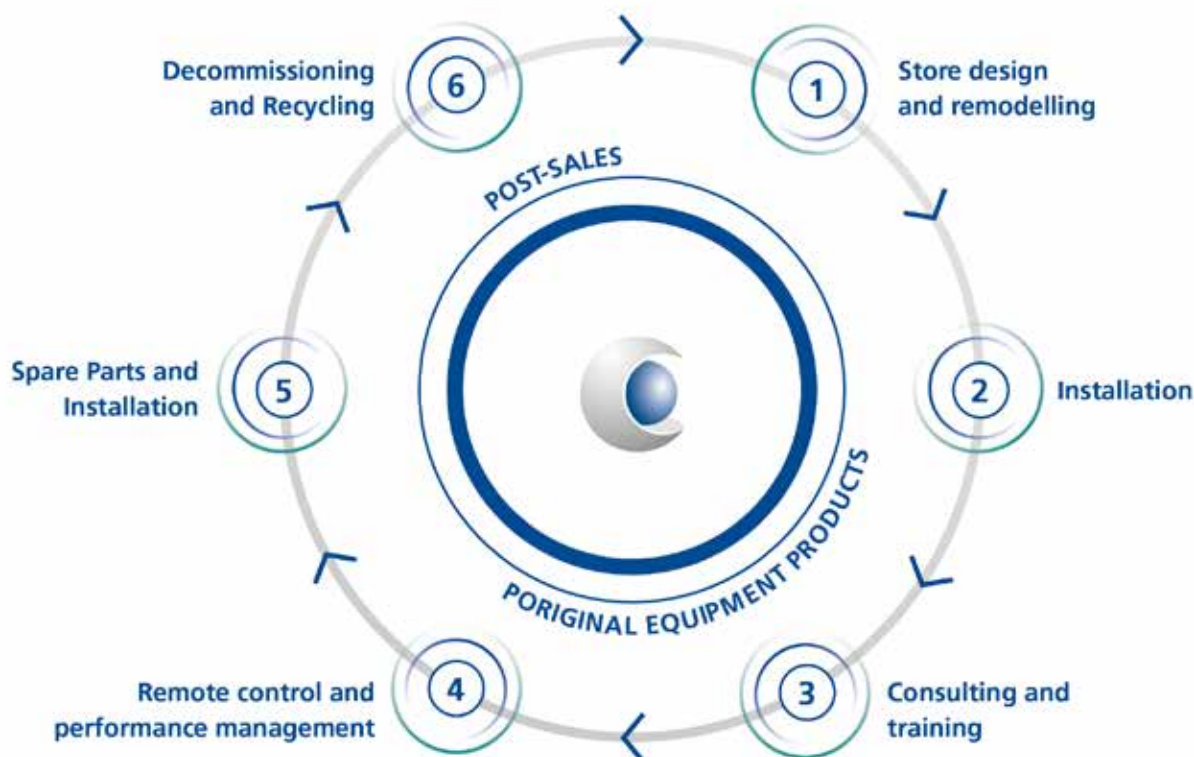 1
Store design
and remodelling
2
Installation
3
Consulting and
training
4
Remote control and
performance management
5
Spare Parts and
Installation
6
Decommissioning
and Recycling
POST-SALES
PORIGINAL EQUIPMENT PRODUCTS